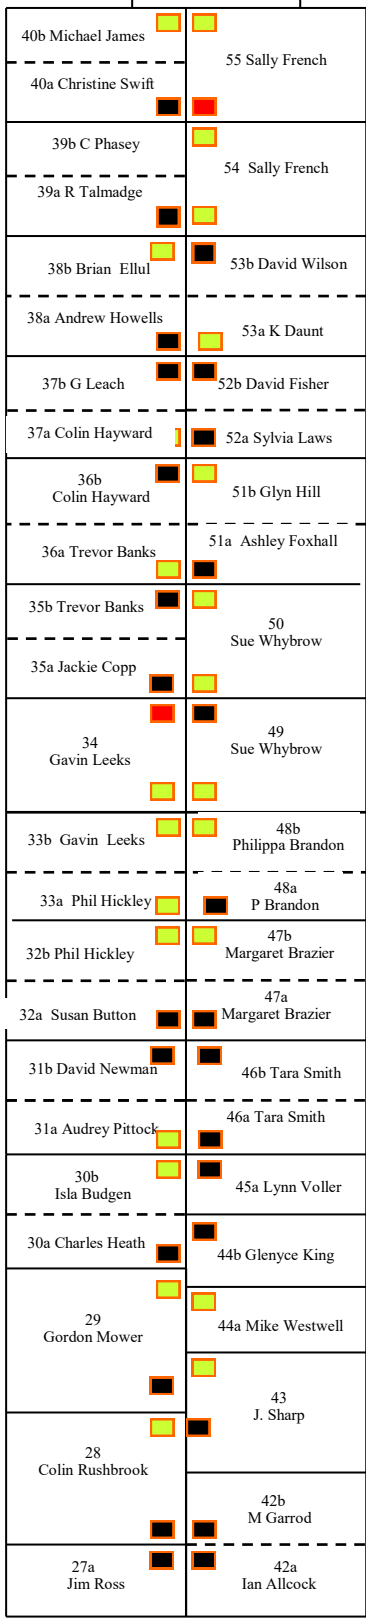 40b Michael James
40a Christine Swift
39b C Phasey
39a R Talmadge
38b Brian Ellul
38a Andrew Howells
37b G Leach
37a Colin Hayward
36b
Colin Hayward
36a Trevor Banks
35b Trevor Banks
35a Jackie Copp
34
Gavin Leeks
33b Gavin Leeks
33a Phil Hickley
32b Phil Hickley
32a Susan Button
31b David Newman
31a Audrey Pittock
30b
Isla Budgen
30a Charles Heath
29
Gordon Mower
28
Colin Rushbrook
27a
Jim Ross
55 Sally French
54 Sally French
53b David Wilson
53a K Daunt
52b David Fisher
52a Sylvia Laws
51b Glyn Hill
51a Ashley Foxhall
50
Sue Whybrow
49
Sue Whybrow
48b
Philippa Brandon
48a
P Brandon
47b
Margaret Brazier
47a
Margaret Brazier
46b Tara Smith
46a Tara Smith
45a Lynn Voller
44b Glenyce King
44a Mike Westwell
43
J. Sharp
42b
M Garrod
42a
Ian Allcock